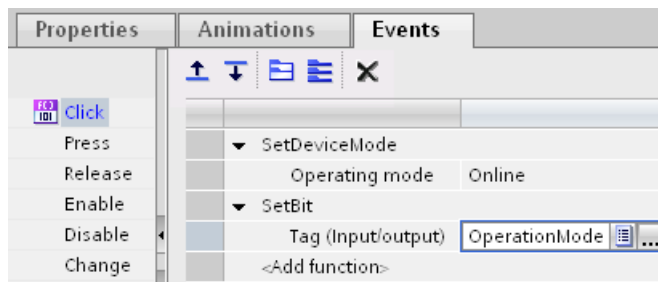 Properties Animations Events
Click
Press
Release
Enable
Disable
Change
SetDeviceMode
Operating mode Online
SetBit
Tag (Input/output) OperationMode ...
<Add function>